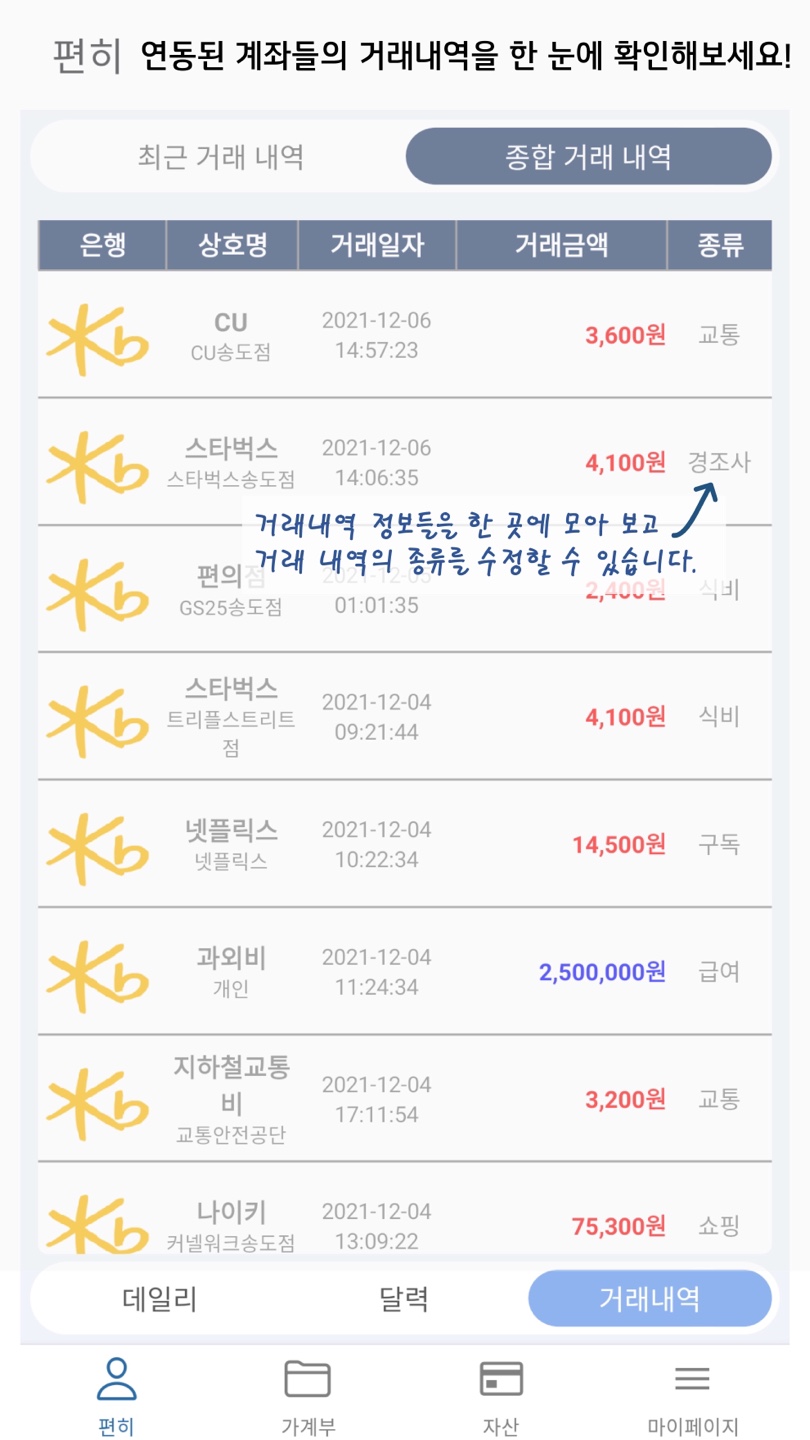 편히 연동된 계좌들의 거래내역을 한 눈에 확인해보세요!
최근 거래 내역 종합 거래 내역
은행 상호명 거래일자 거래금액 종류
Kb CU 2021-12-06 3,600원 교통
CU송도점 14:57:23
Kb 스타벅스 2021-12-06 4,100원 경조사
스타벅스송도점 14:06:35
거래내역 정보들을 한 곳에 모아 보고
거래 내역의 종류를 수정할 수 있습니다.
Kb 편의점 2021-12-05 2,400원 식비
GS25송도점 01:01:35
Kb 스타벅스 2021-12-04 4,100원 식비
트리플스트리트 09:21:44
점
Kb 넷플릭스 2021-12-04 14,500원 구독
넷플릭스 10:22:34
Kb 과외비 2021-12-04 2,500,000원 급여
개인 11:24:34
Kb 지하철교통 2021-12-04 3,200원 교통
비 17:11:54
교통안전공단
Kb 나이키 2021-12-04 75,300원 쇼핑
커넬워크송도점 13:09:22
데일리 달력 거래내역
편히 가계부 자산 마이페이지